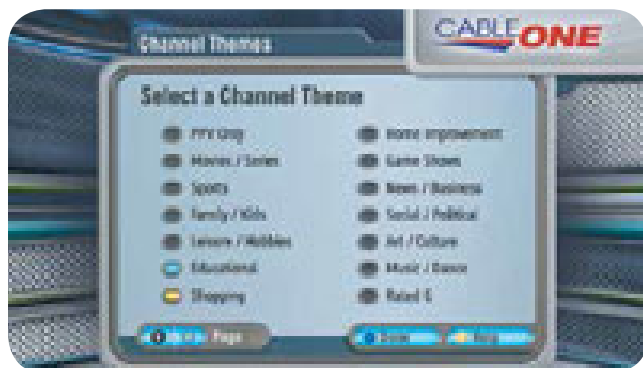 CABLE ONE
Channel Themes
Select a Channel Theme
PPV Only
Movies / Series
Sports
Family / Kids
Leisure / Hobbies
Educational
Shopping
Home Improvement
Game Shows
News / Business
Social / Political
Art / Culture
Music / Dance
Rated G
Page